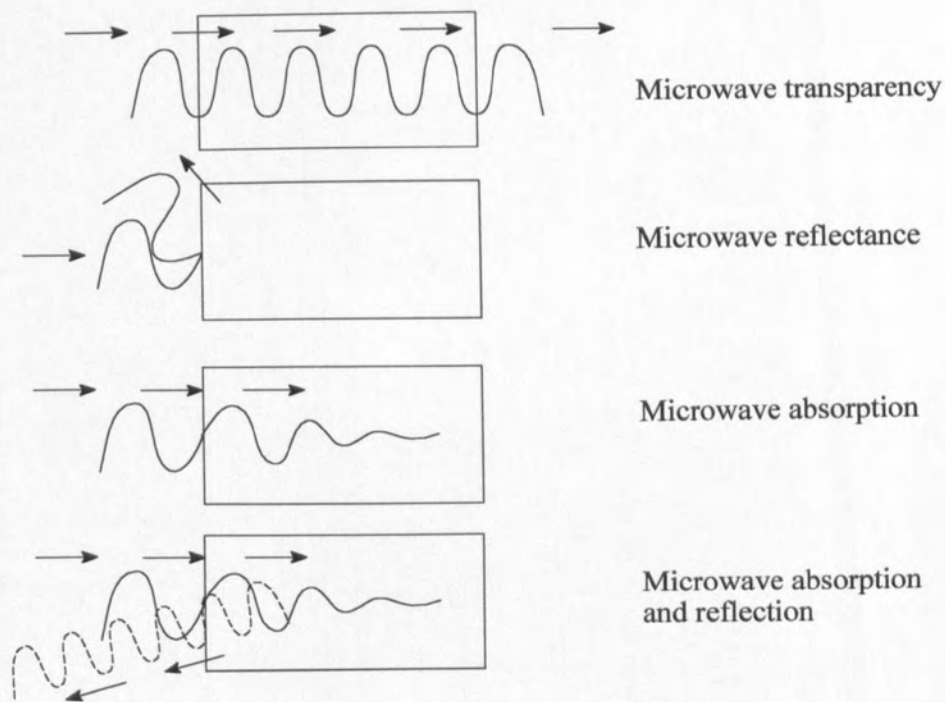 Microwave transparency
Microwave reflectance
Microwave absorption
Microwave absorption
and reflection